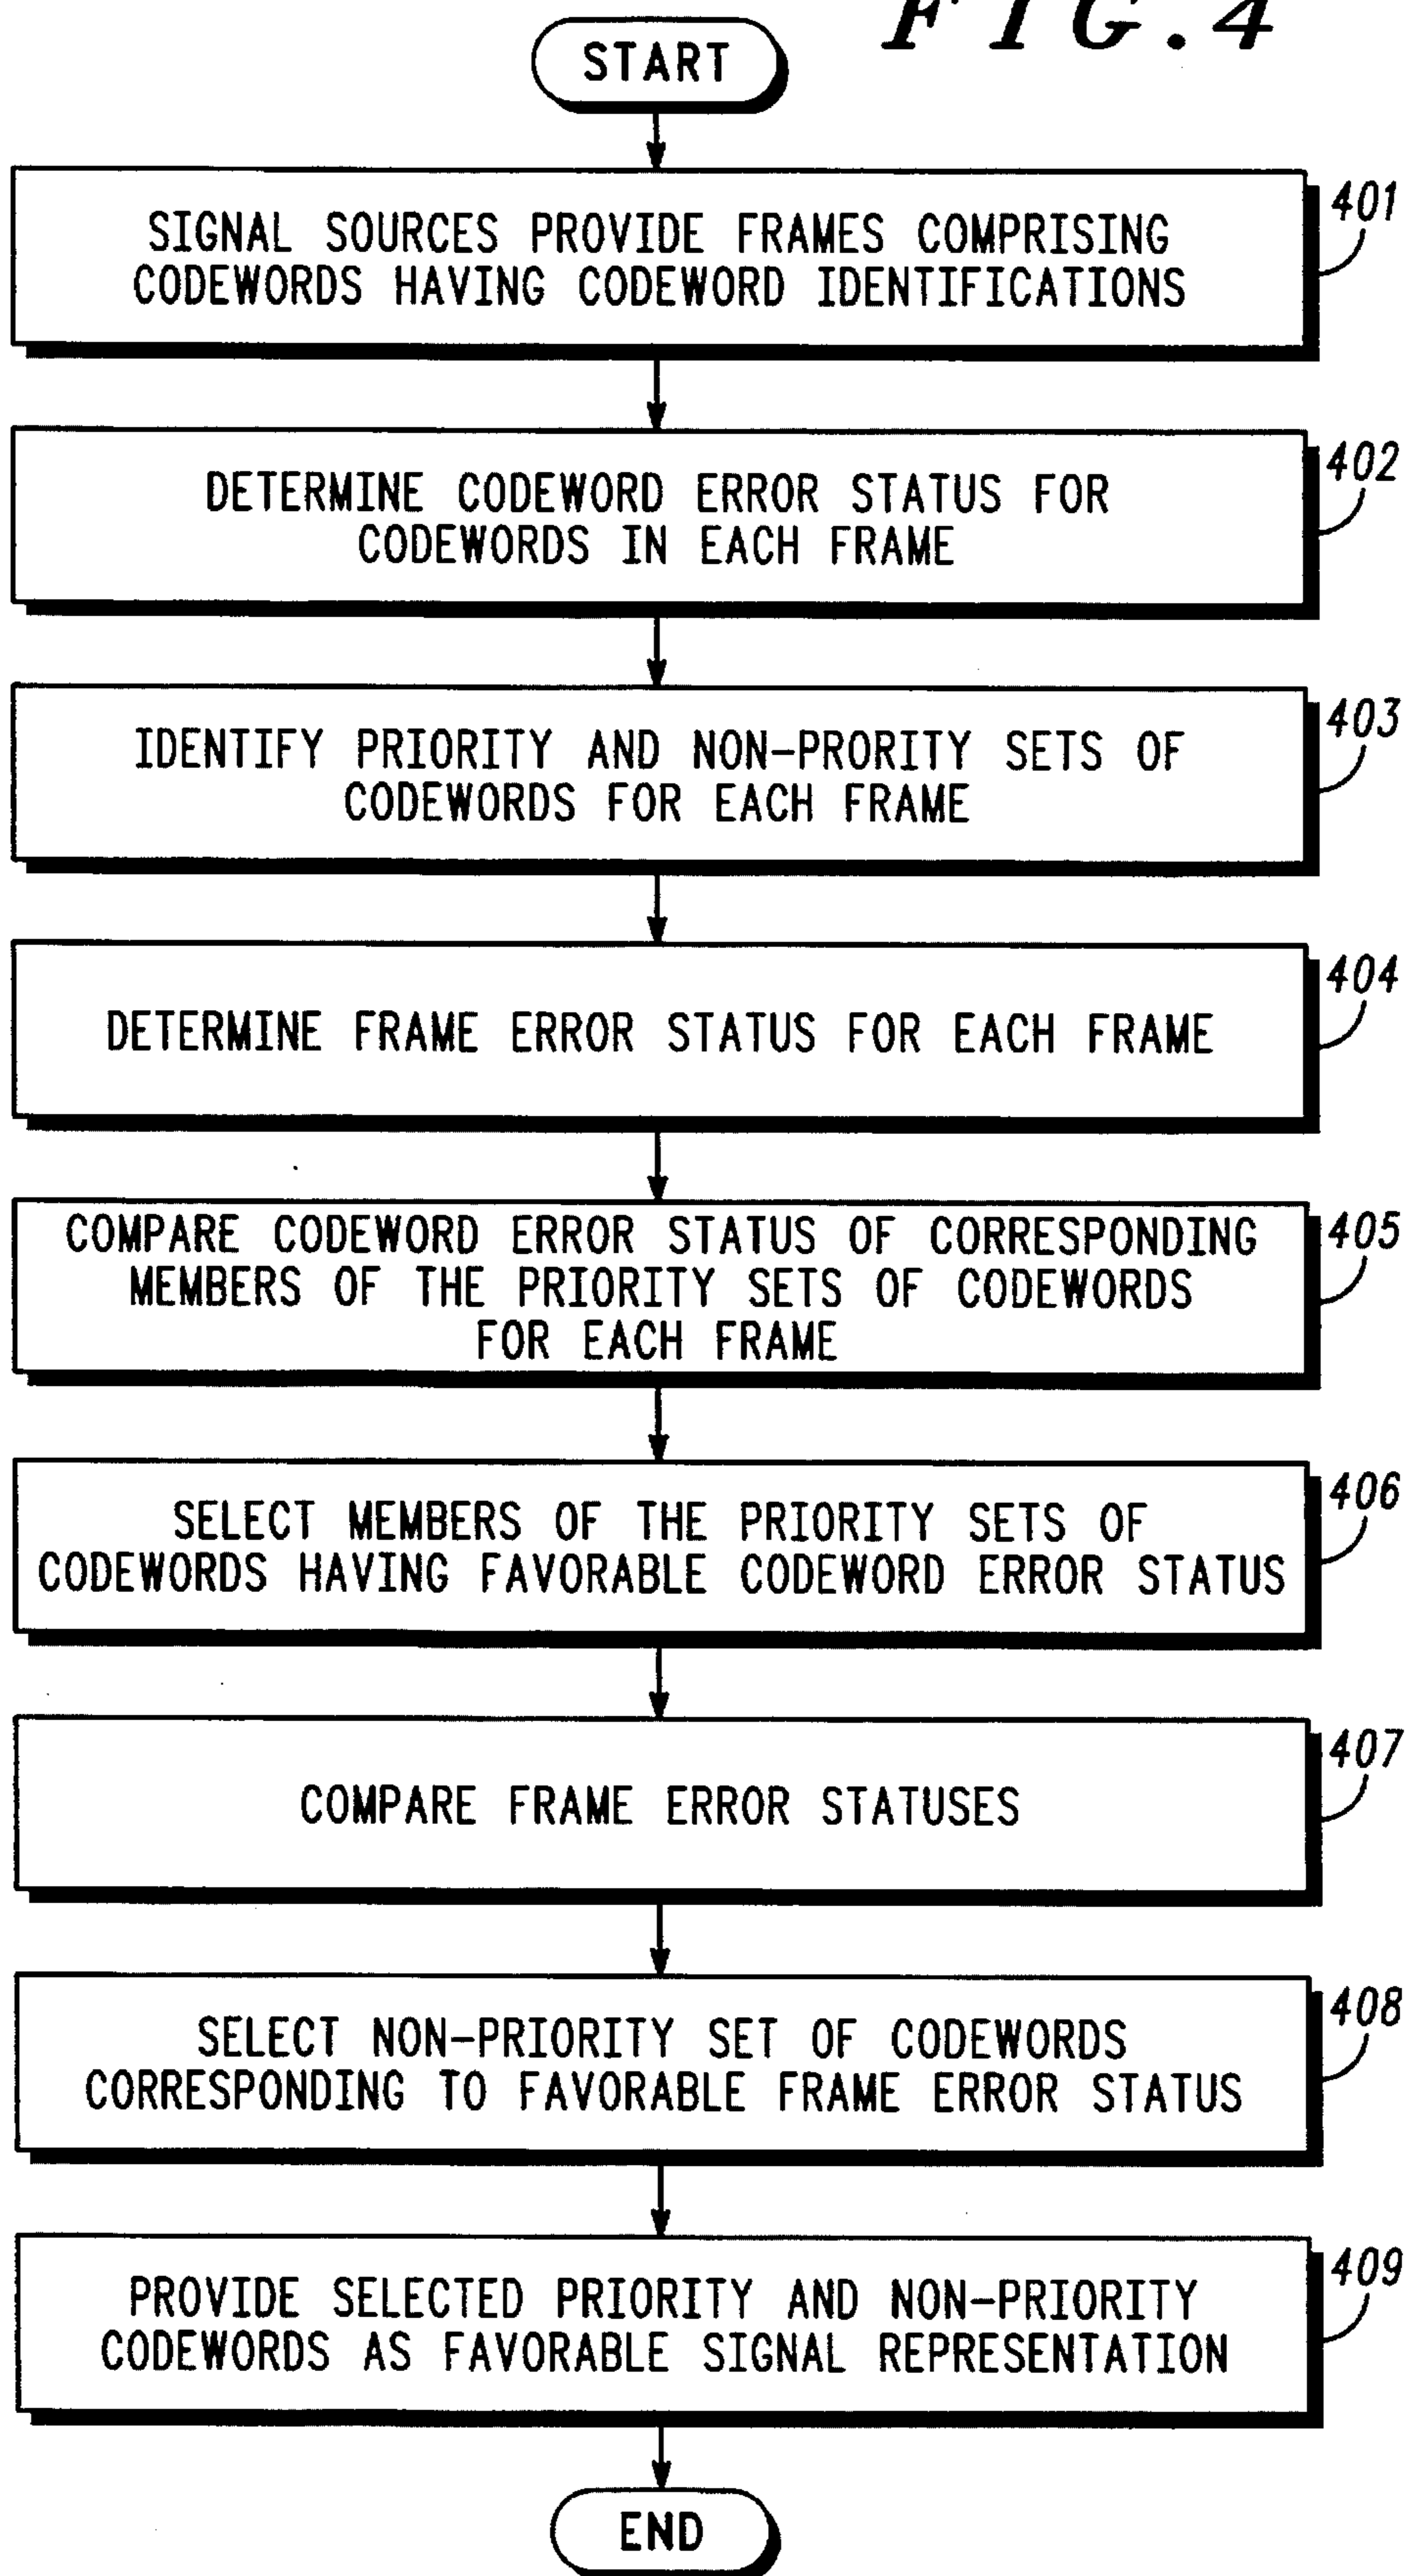 FIG.4
START
401
SIGNAL SOURCES PROVIDE FRAMES COMPRISING
CODEWORDS HAVING CODEWORD IDENTIFICATIONS
402
DETERMINE CODEWORD ERROR STATUS FOR
CODEWORDS IN EACH FRAME
403
IDENTIFY PRIORITY AND NON-PRORITY SETS OF
CODEWORDS FOR EACH FRAME
404
DETERMINE FRAME ERROR STATUS FOR EACH FRAME
405
COMPARE CODEWORD ERROR STATUS OF CORRESPONDING
MEMBERS OF THE PRIORITY SETS OF CODEWORDS
FOR EACH FRAME
406
SELECT MEMBERS OF THE PRIORITY SETS OF
CODEWORDS HAVING FAVORABLE CODEWORD ERROR STATUS
407
COMPARE FRAME ERROR STATUSES
408
SELECT NON-PRIORITY SET OF CODEWORDS
CORRESPONDING TO FAVORABLE FRAME ERROR STATUS
409
PROVIDE SELECTED PRIORITY AND NON-PRIORITY
CODEWORDS AS FAVORABLE SIGNAL REPRESENTATION
END